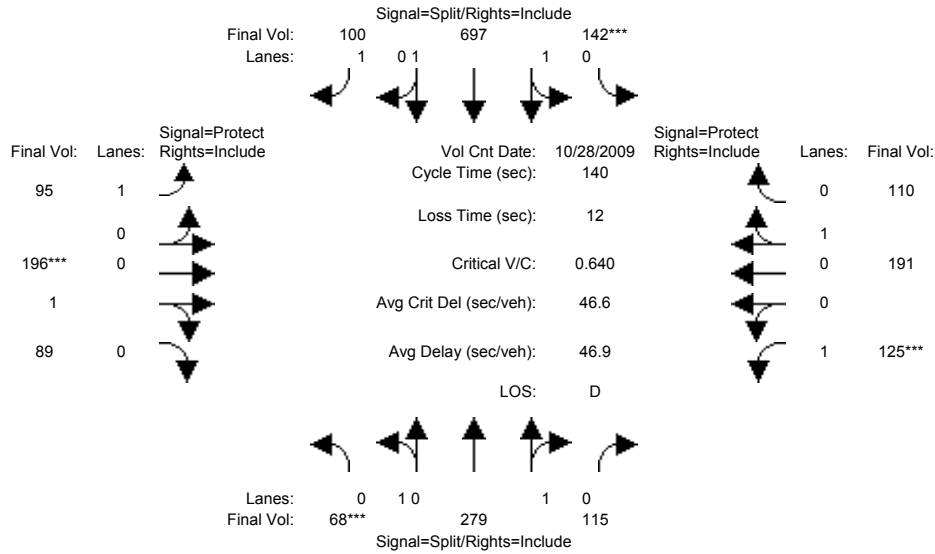 Signal=Split/Rights=Include
Final Vol: 100 697 142***
Lanes: 1 0 1 1 0
Signal=Protect Signal=Protect
Final Vol: Lanes: Rights=Include Vol Cnt Date: 10/28/2009 Rights=Include Lanes: Final Vol:
Cycle Time (sec): 140
95 1 0 110
Loss Time (sec): 12
0 1
196*** 0 Critical V/C: 0.640 0 191
1 Avg Crit Del (sec/veh): 46.6 0
89 0 Avg Delay (sec/veh): 46.9 1 125***
LOS: D
Lanes: 0 1 0 1 0
Final Vol: 68*** 279 115
Signal=Split/Rights=Include